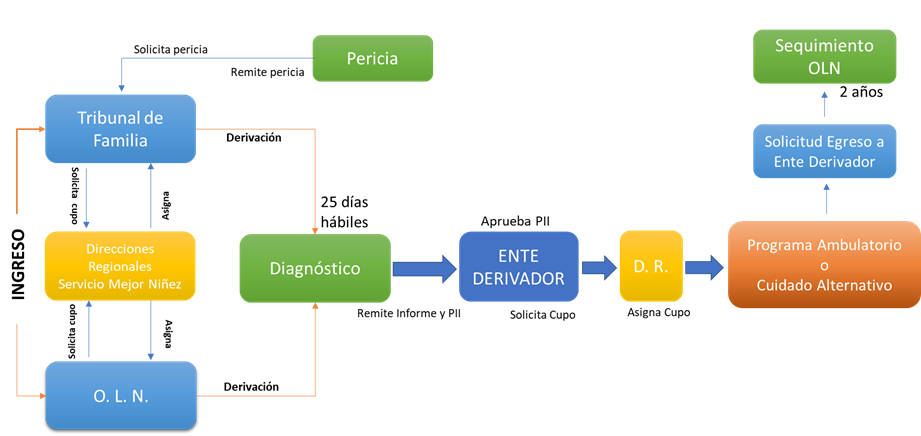 Solicita pericia
Remite pericia
Pericia
Sequimiento
OLN
2 años
Tribunal de
Familia
Derivación
Solicitud Egreso a
Ente Derivador
Solicita cupo
Asigna
INGRESO
25 días
hábiles
Aprueba PII
Direcciones
Regionales
Servicio Mejor Niñez
Diagnóstico
ENTE
DERIVADOR
D. R.
Programa Ambulatorio
o
Cuidado Alternativo
Remite Informe y PII
Solicita Cupo
Asigna Cupo
Solicita cupo
Asigna
O. L. N.
Derivación